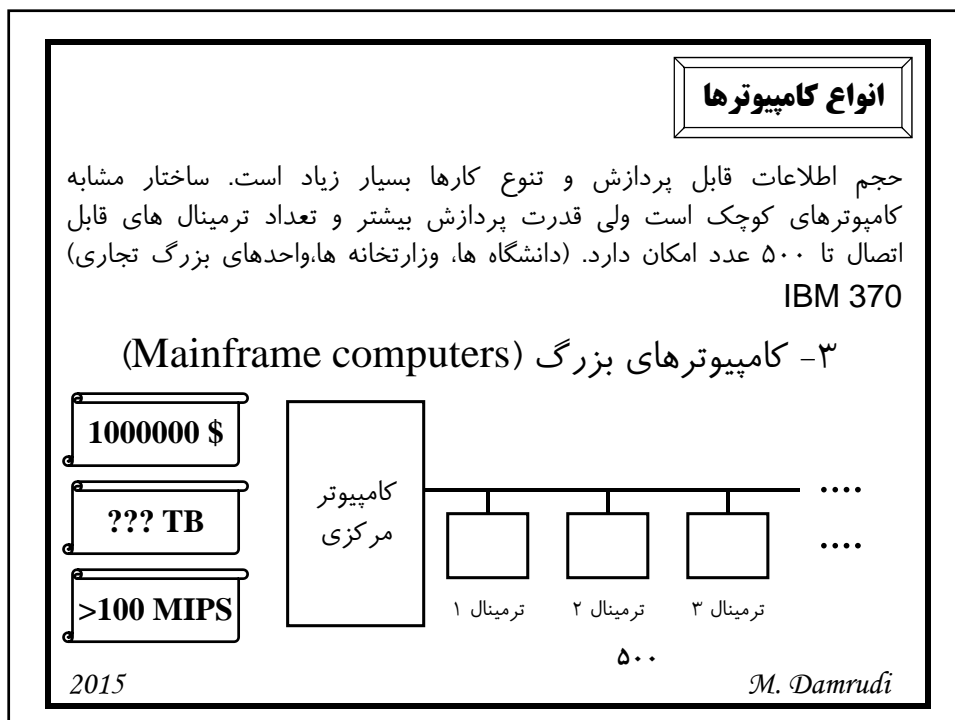 انواع کامپیوترها
حجم اطلاعات قابل پردازش و تنوع کارها بسیار زیاد است. ساختار مشابه
کامپوترهای کوچک است ولی قدرت پردازش بیشتر و تعداد ترمینال های قابل
اتصال تا ۵۰۰ عدد امکان دارد. (دانشگاه ها، وزارتخانه ها،واحدهای بزرگ تجاری)
IBM 370
۳- کامپیوترهای بزرگ (Mainframe computers)
1000000 $
??? TB
>100 MIPS
کامپیوتر
مرکزی
....
....
ترمینال ۱
ترمینال ۲
ترمینال ۳
۵۰۰
2015
M. Damrudi